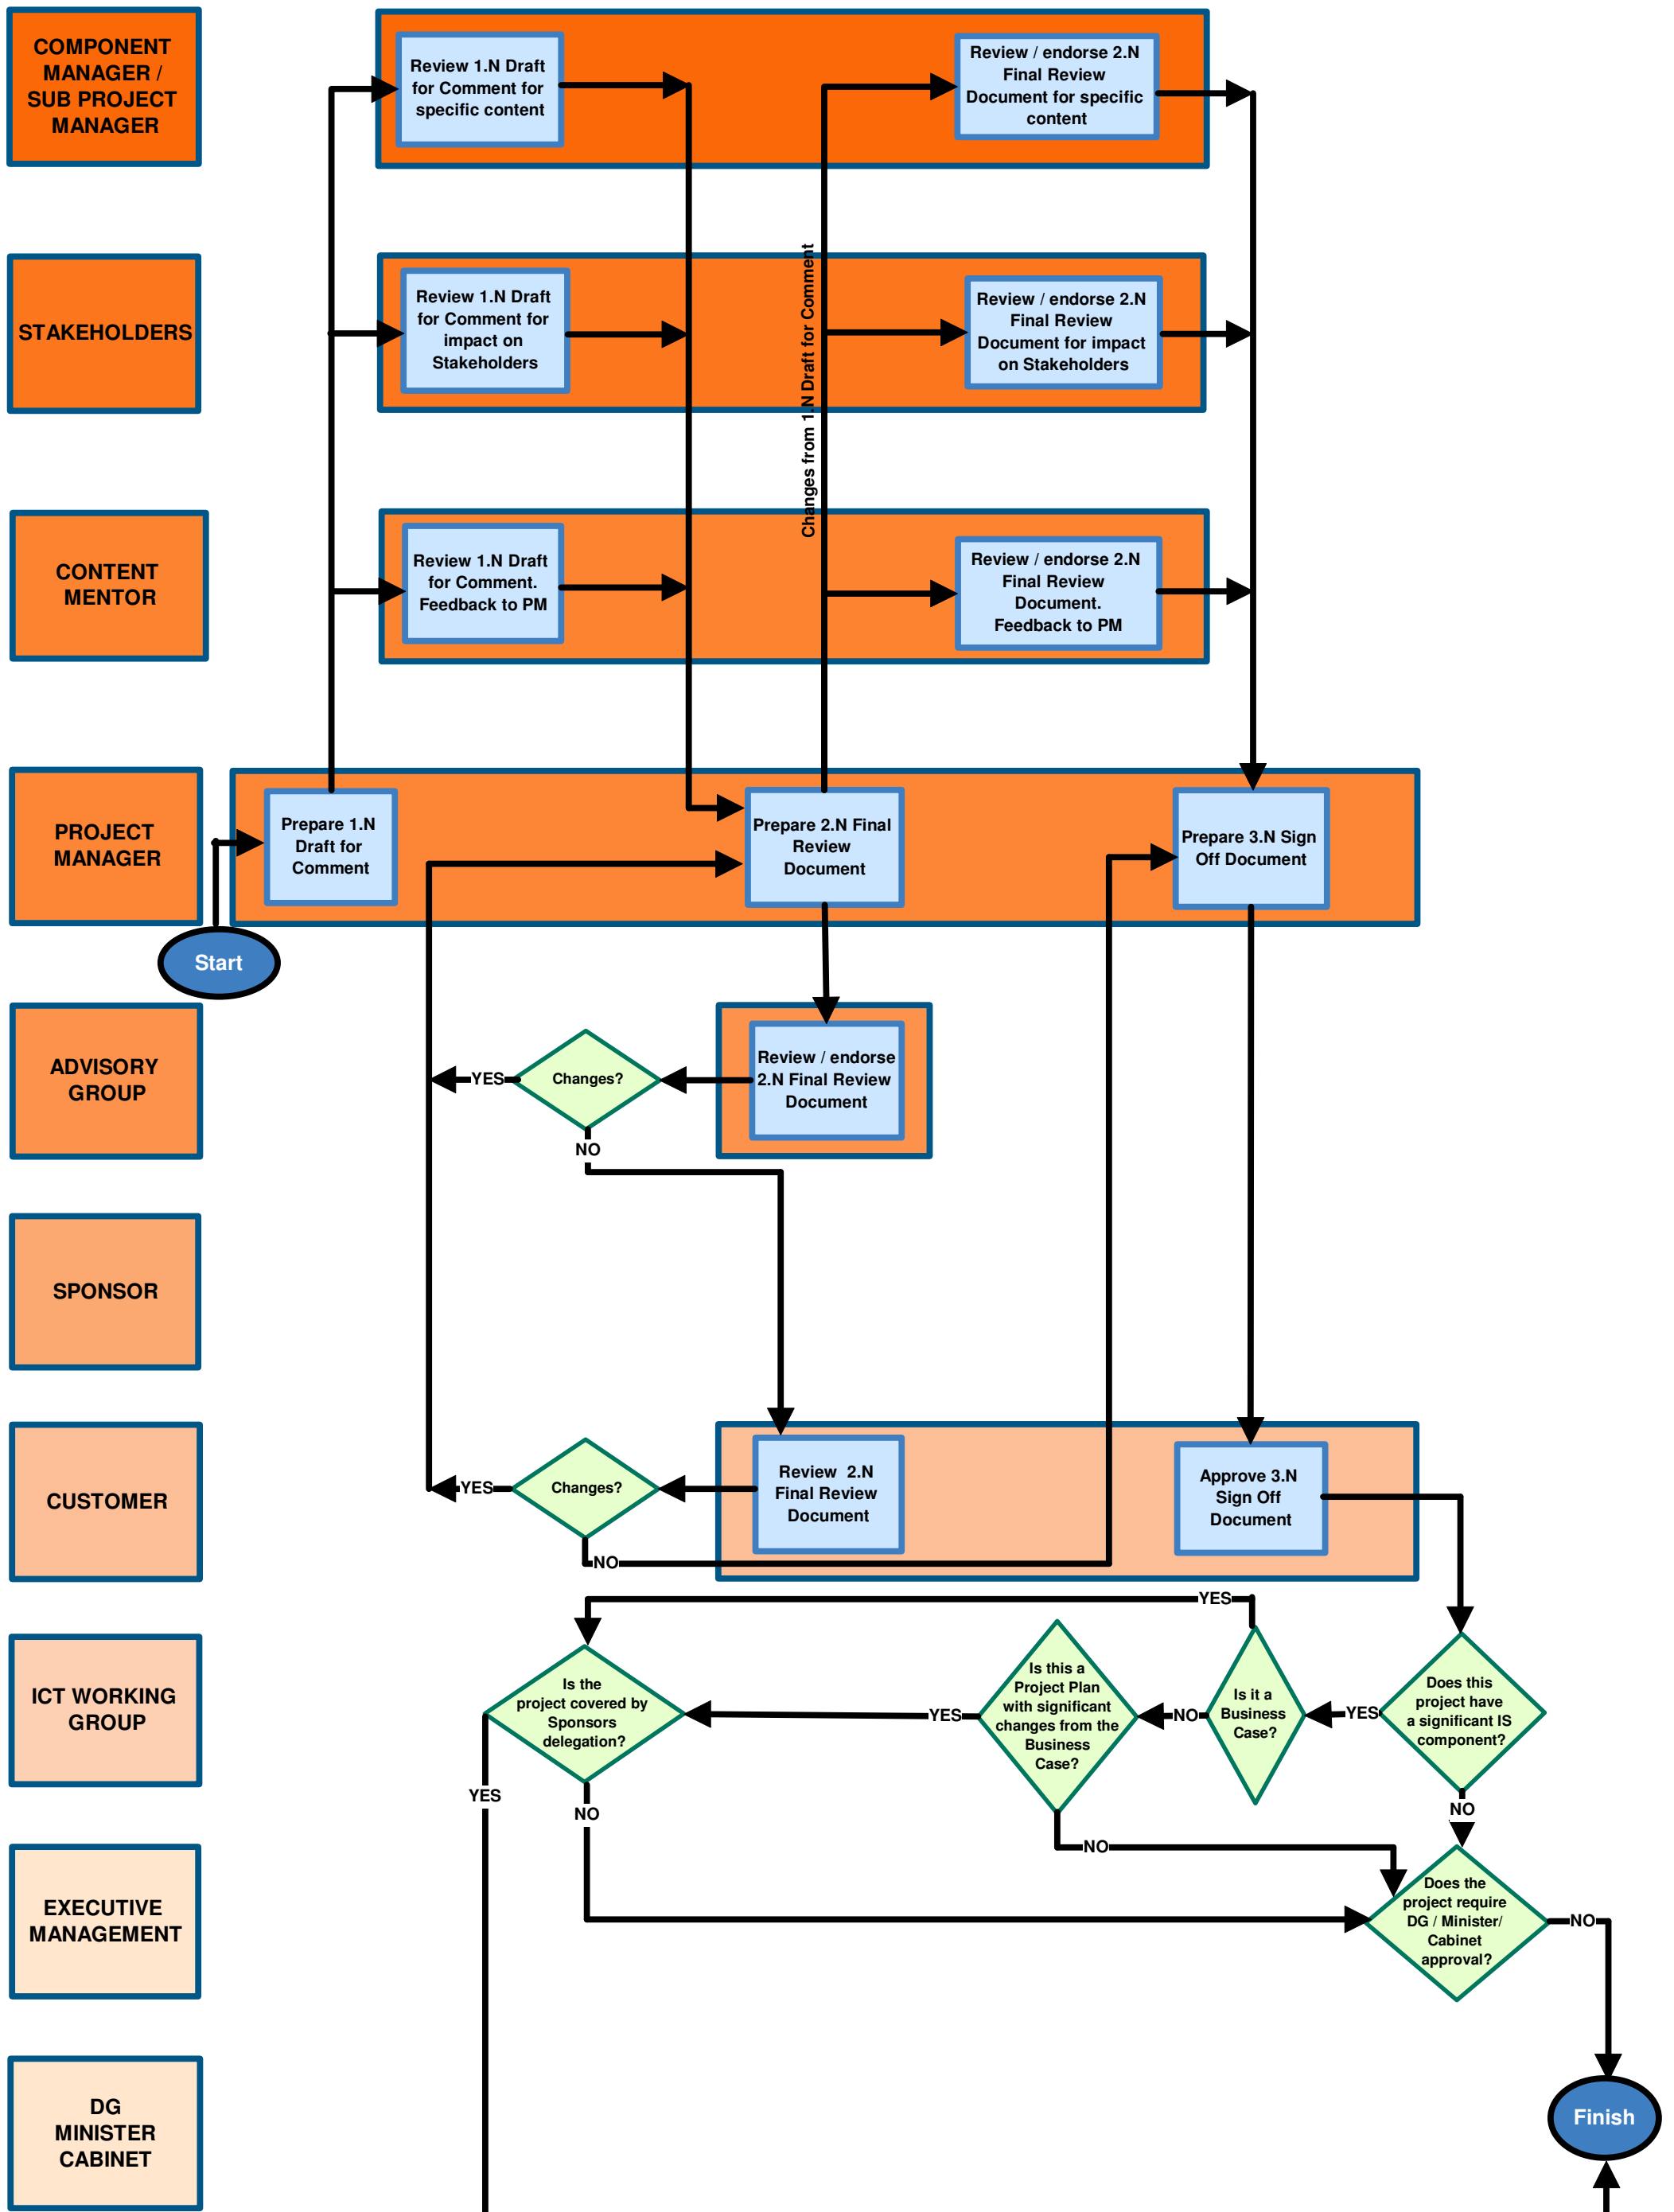 COMPONENT
MANAGER /
SUB PROJECT
MANAGER
Review 1.N Draft
for Comment for
specific content
Review / endorse 2.N
Final Review
Document for specific
content
STAKEHOLDERS
Review 1.N Draft
for Comment for
impact on
Stakeholders
Changes from 1.N Draft for Comment
Review / endorse 2.N
Final Review
Document for impact
on Stakeholders
CONTENT
MENTOR
Review 1.N Draft
for Comment.
Feedback to PM
Review / endorse 2.N
Final Review
Document.
Feedback to PM
PROJECT
MANAGER
Prepare 1.N
Draft for
Comment
Prepare 2.N Final
Review
Document
Prepare 3.N Sign
Off Document
Start
ADVISORY
GROUP
YES
Changes?
Review / endorse
2.N Final Review
Document
NO
SPONSOR
CUSTOMER
YES
Changes?
Review 2.N
Final Review
Document
Approve 3.N
Sign Off
Document
NO
YES
ICT WORKING
GROUP
Is the
project covered by
Sponsors
delegation?
YES
Is this a
Project Plan
with significant
changes from the
Business
Case?
NO
Is it a
Business
Case?
YES
Does this
project have
a significant IS
component?
YES
NO
NO
NO
EXECUTIVE
MANAGEMENT
Does the
project require
DG / Minister/
Cabinet
approval?
NO
DG
MINISTER
CABINET
Finish